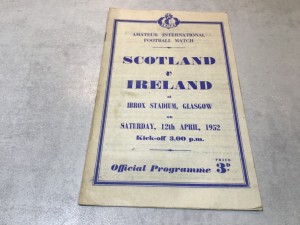 AMATEUR INTERNATIONAL
FOOTBALL MATCH
SCOTLAND
v
IRELAND
at
IBROX STADIUM, GLASGOW
on
SATURDAY, 12th APRIL, 1952
Kick-off 3.00 p.m.
PRICE
Official Programme 3D